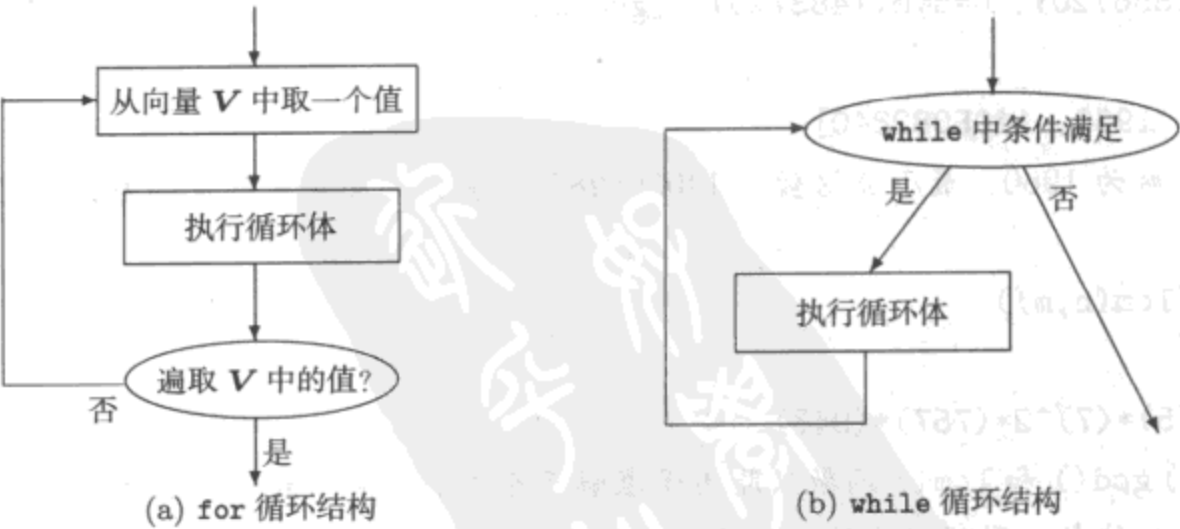 从向量 V 中取一个值
执行循环体
遍取 V 中的值?
否
是
(a) for 循环结构
while 中条件满足
是
否
执行循环体
(b) while 循环结构